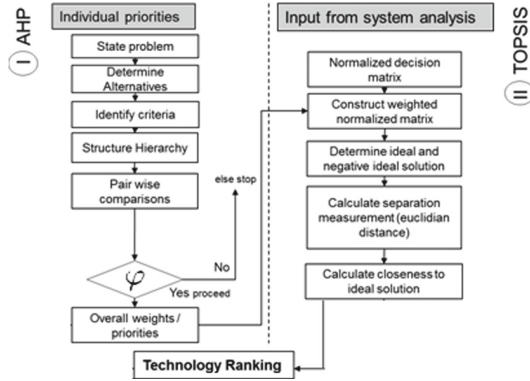 I AHP
Individual priorities
State problem
Determine
Alternatives
Identify criteria
Structure Hierarchy
Pair wise
comparisons
φ
No
else stop
Yes proceed
Overall weights /
priorities
Input from system analysis
II TOPSIS
Normalized decision
matrix
Construct weighted
normalized matrix
Determine ideal and
negative ideal solution
Calculate separation
measurement (euclidian
distance)
Calculate closeness to
ideal solution
Technology Ranking